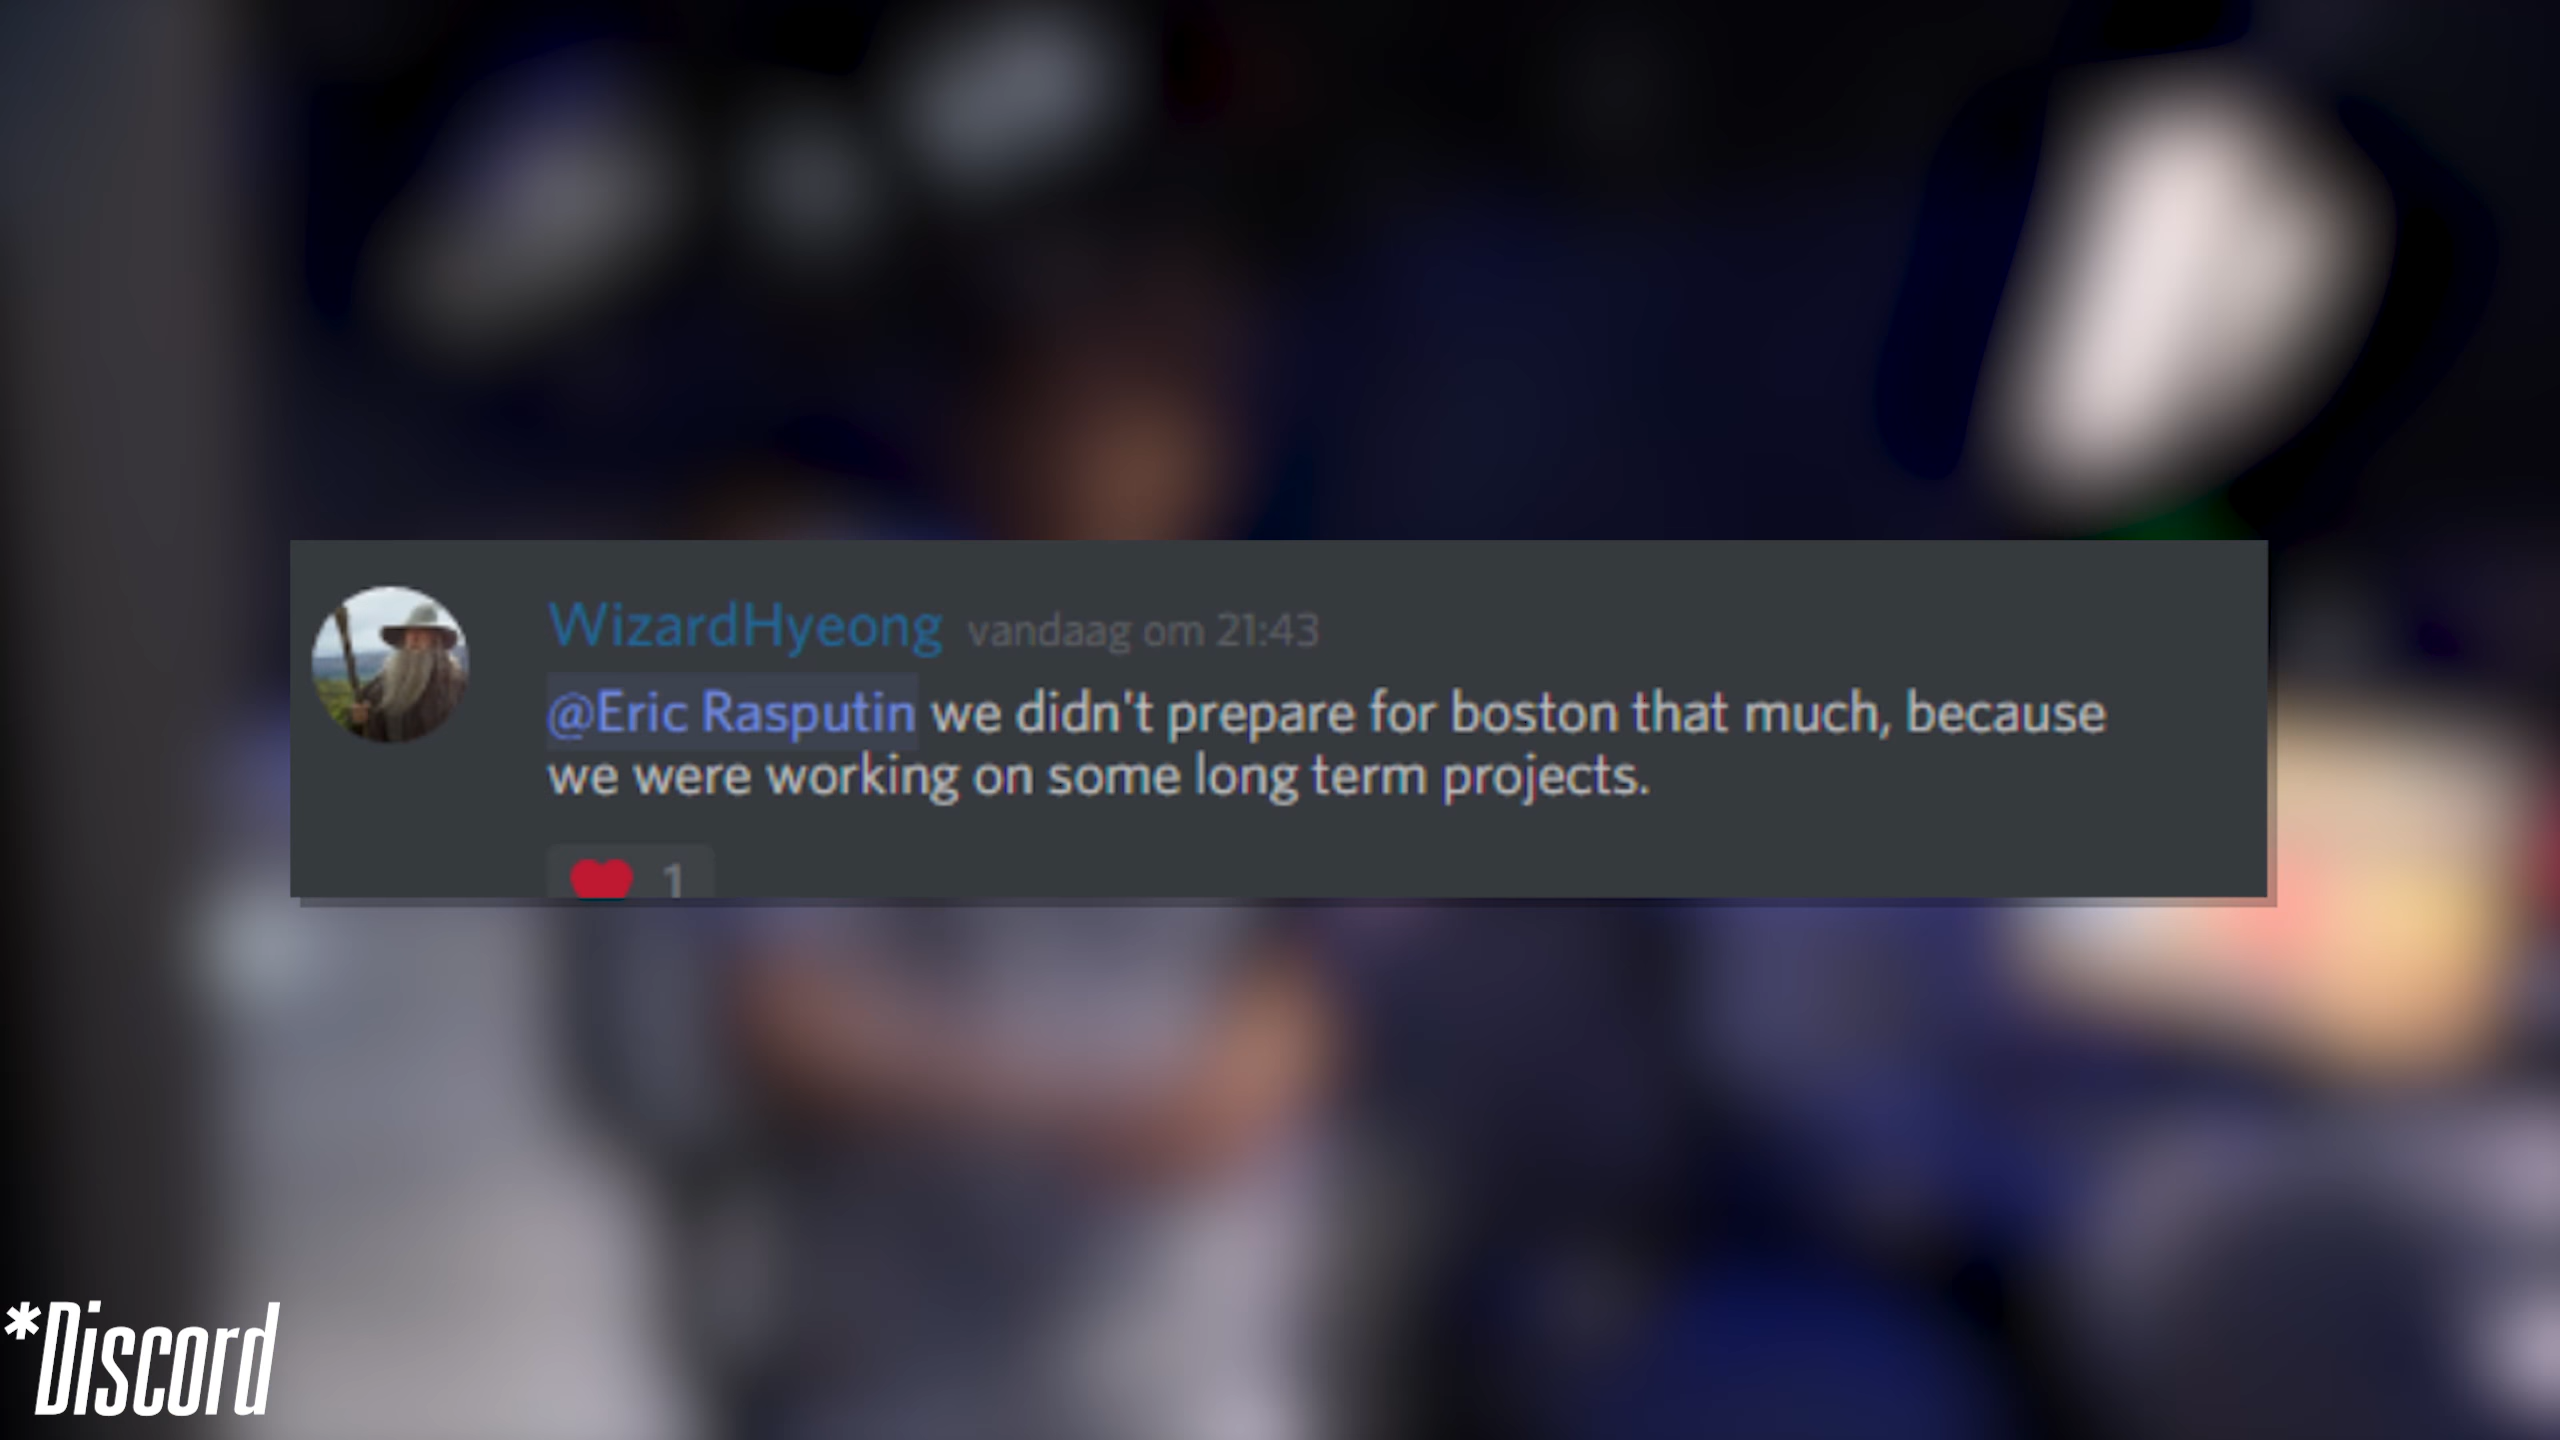 WizardHyeong vandaag om 21:43
@Eric Rasputin we didn't prepare for boston that much, because
we were working on some long term projects.
1
*Discord